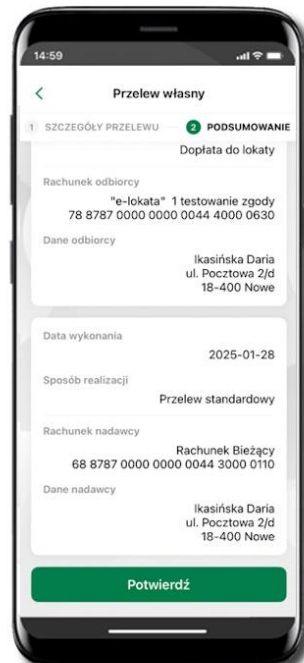 14:59
Przelew własny
1 SZCZEGÓŁY PRZELEWU 2 PODSUMOWANIE
Dopłata do lokaty
Rachunek odbiorcy
"e-lokata" 1 testowanie zgody
78 8787 0000 0000 0044 4000 0630
Dane odbiorcy
Ikasińska Daria
ul. Pocztowa 2/d
18-400 Nowe
Data wykonania
2025-01-28
Sposób realizacji
Przelew standardowy
Rachunek nadawcy
Rachunek Bieżący
68 8787 0000 0000 0044 3000 0110
Dane nadawcy
Ikasińska Daria
ul. Pocztowa 2/d
18-400 Nowe
Potwierdź